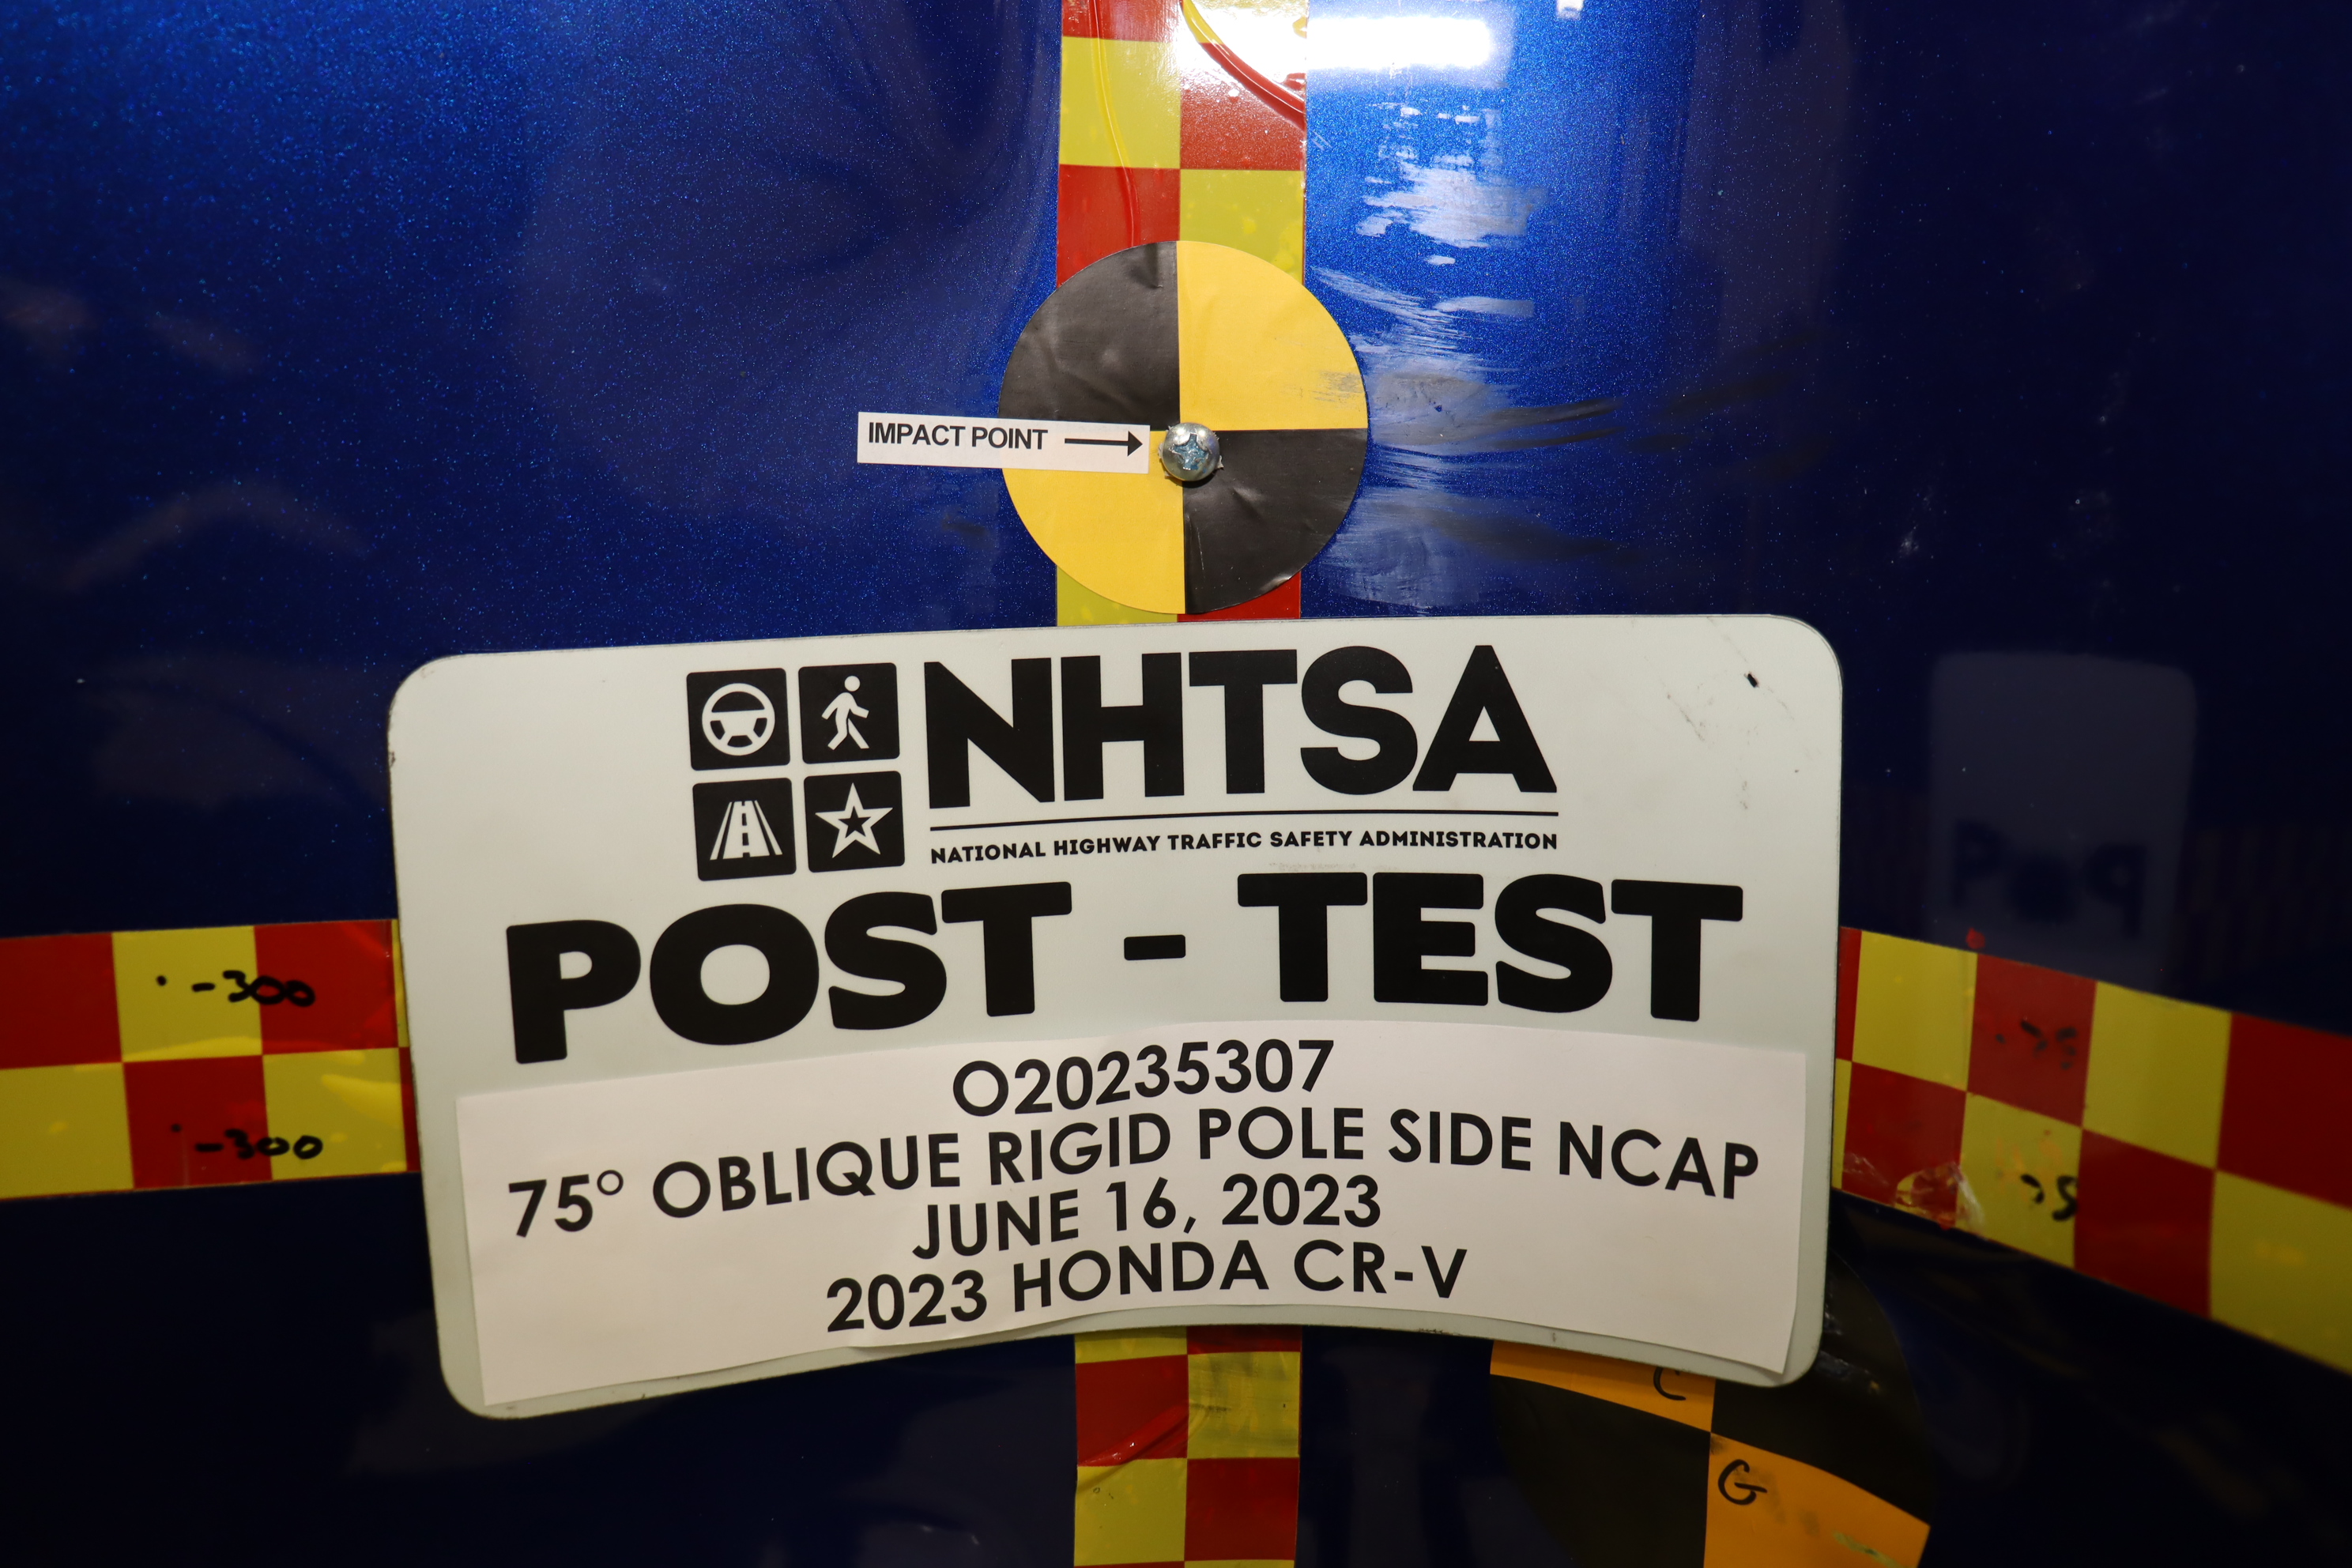 IMPACT POINT
NHTSA
NATIONAL HIGHWAY TRAFFIC SAFETY ADMINISTRATION
POST - TEST
-300
O20235307
-300
75° OBLIQUE RIGID POLE SIDE NCAP
JUNE 16, 2023
2023 HONDA CR-V
C
G